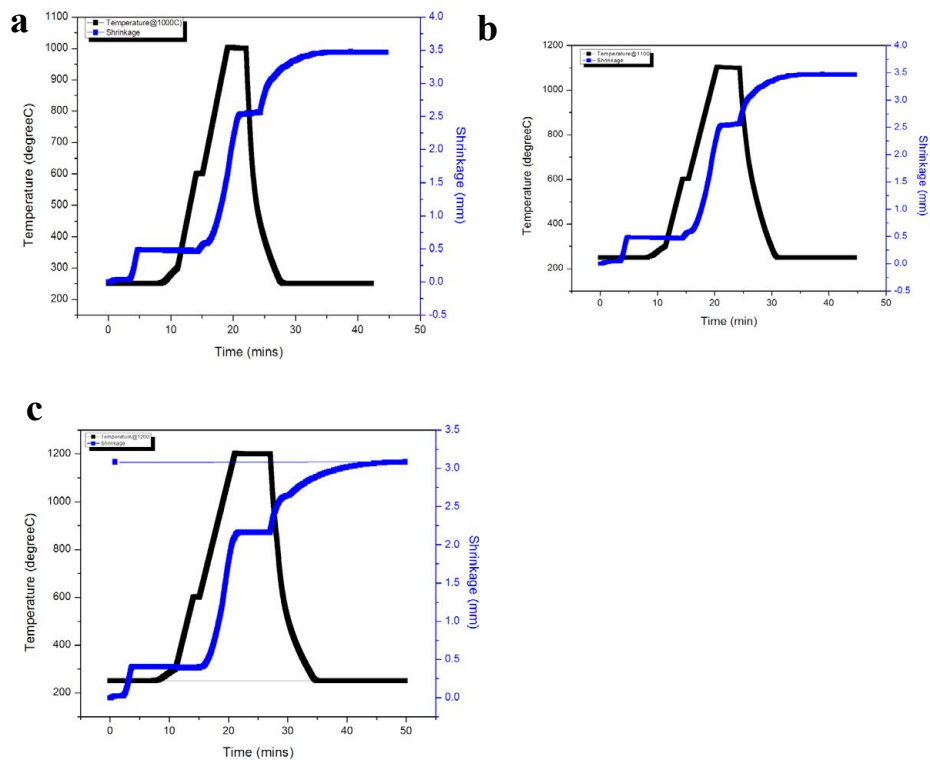 a
Temperature@1000C)
Shrinkage
1100
1000
900
800
700
600
500
400
300
200
4.0
3.5
3.0
2.5
2.0
1.5
1.0
0.5
0.0
-0.5
0 10 20 30 40 50
Temperature (degreeC)
Shrinkage (mm)
Time (mins)
b
Temperature@1100
Shrinkage
1200
1000
800
600
400
200
4.0
3.5
3.0
2.5
2.0
1.5
1.0
0.5
0.0
-0.5
0 10 20 30 40 50
Temperature (degreeC)
Shrinkage (mm)
Time (min)
c
Temperature@1200
Shrinkage
1200
1000
800
600
400
200
3.5
3.0
2.5
2.0
1.5
1.0
0.5
0.0
0 10 20 30 40 50
Temperature (degreeC)
Shrinkage (mm)
Time (mins)